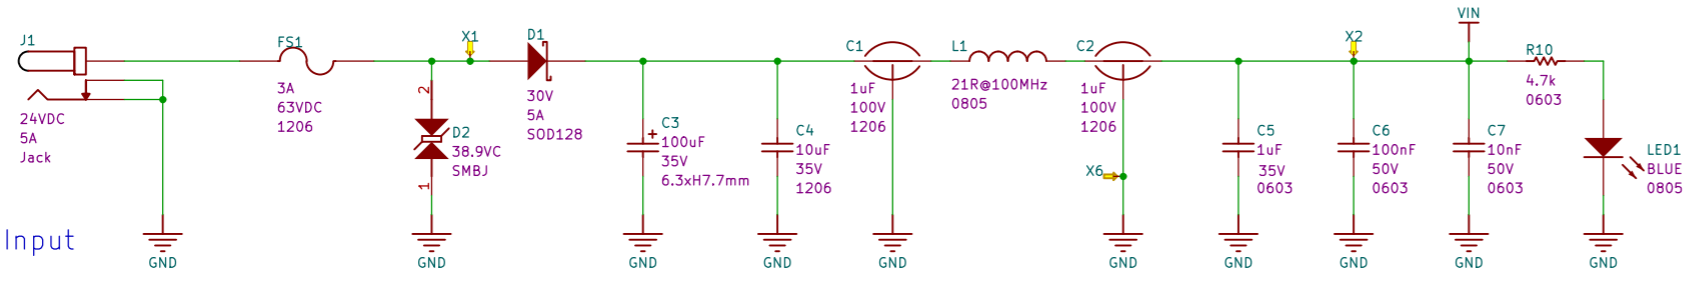 J1
24VDC
5A
Jack
Input
GND
FS1
3A
63VDC
1206
X1
2
D2
38.9VC
SMBJ
1
GND
D1
30V
5A
SOD128
C3
+
100uF
35V
6.3xH7.7mm
GND
C4
10uF
35V
1206
GND
C1
1uF
100V
1206
GND
L1
21R@100MHz
0805
C2
1uF
100V
1206
X6
GND
C5
1uF
35V
0603
GND
X2
C6
100nF
50V
0603
GND
VIN
C7
10nF
50V
0603
GND
R10
4.7k
0603
LED1
BLUE
0805
GND